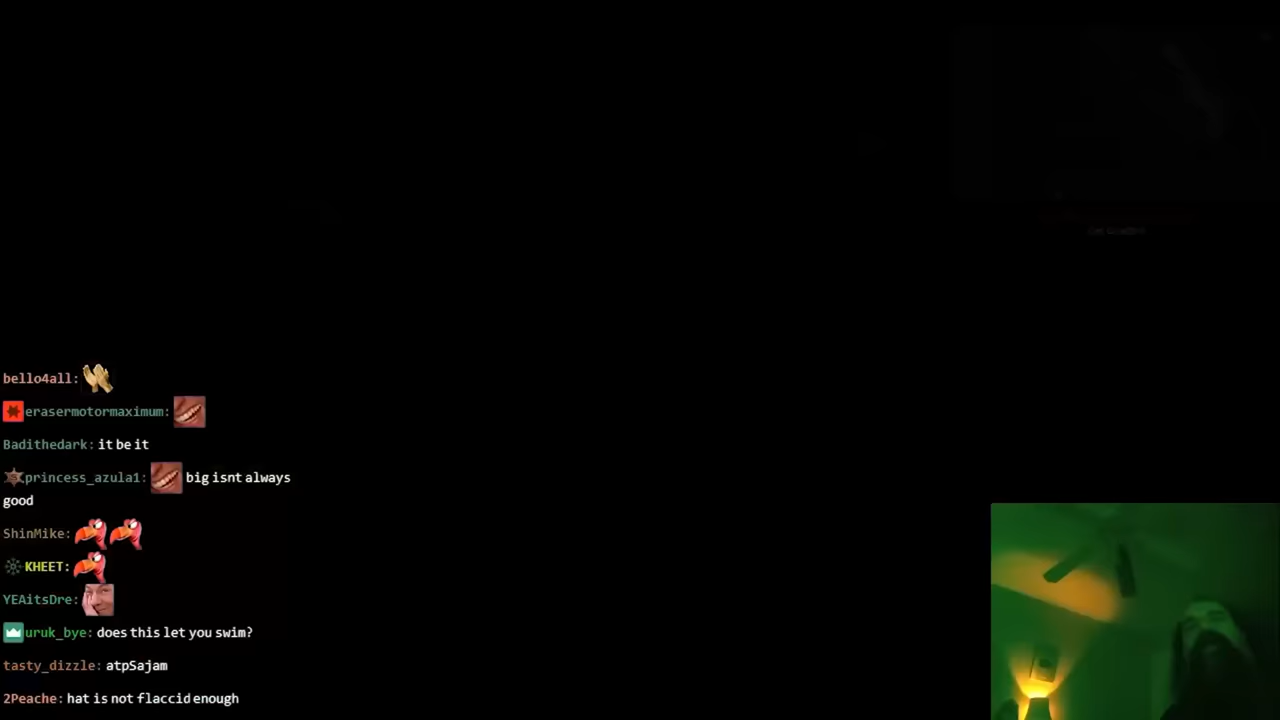 bello4all:
erasermotormaximum:
Badithedark: it be it
princess_azula1: big isnt always
good
ShinMike:
KHEET:
YEAitsDre:
uruk_bye: does this let you swim?
tasty_dizzle: atpSajam
2Peache: hat is not flaccid enough